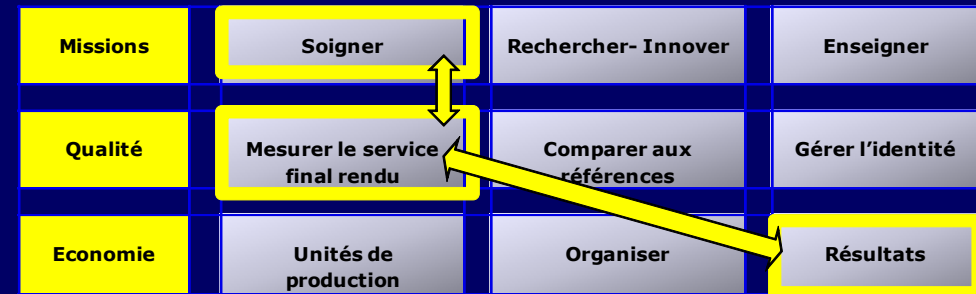 Missions
Soigner
Rechercher- Innover
Enseigner
Qualité
Mesurer le service
final rendu
Comparer aux
références
Gérer l'identité
Economie
Unités de
production
Organiser
Résultats